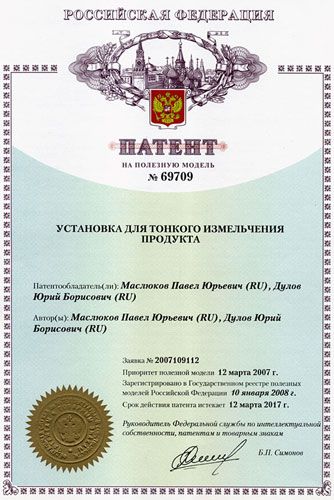 РОССИЙСКАЯ ФЕДЕРАЦИЯ
ПАТЕНТ
НА ПОЛЕЗНУЮ МОДЕЛЬ
№ 69709
УСТАНОВКА ДЛЯ ТОНКОГО ИЗМЕЛЬЧЕНИЯ
ПРОДУКТА
Патентообладатель(ли): Маслюков Павел Юрьевич (RU), Дулов
Юрий Борисович (RU)
Автор(ы): Маслюков Павел Юрьевич (RU), Дулов Юрий
Борисович (RU)
Заявка № 2007109112
Приоритет полезной модели 12 марта 2007 г.
Зарегистрировано в Государственном реестре полезных
моделей Российской Федерации 10 января 2008 г.
Срок действия патента истекает 12 марта 2017 г.
Руководитель Федеральной службы по интеллектуальной
собственности, патентам и товарным знакам
Б.П. Симонов